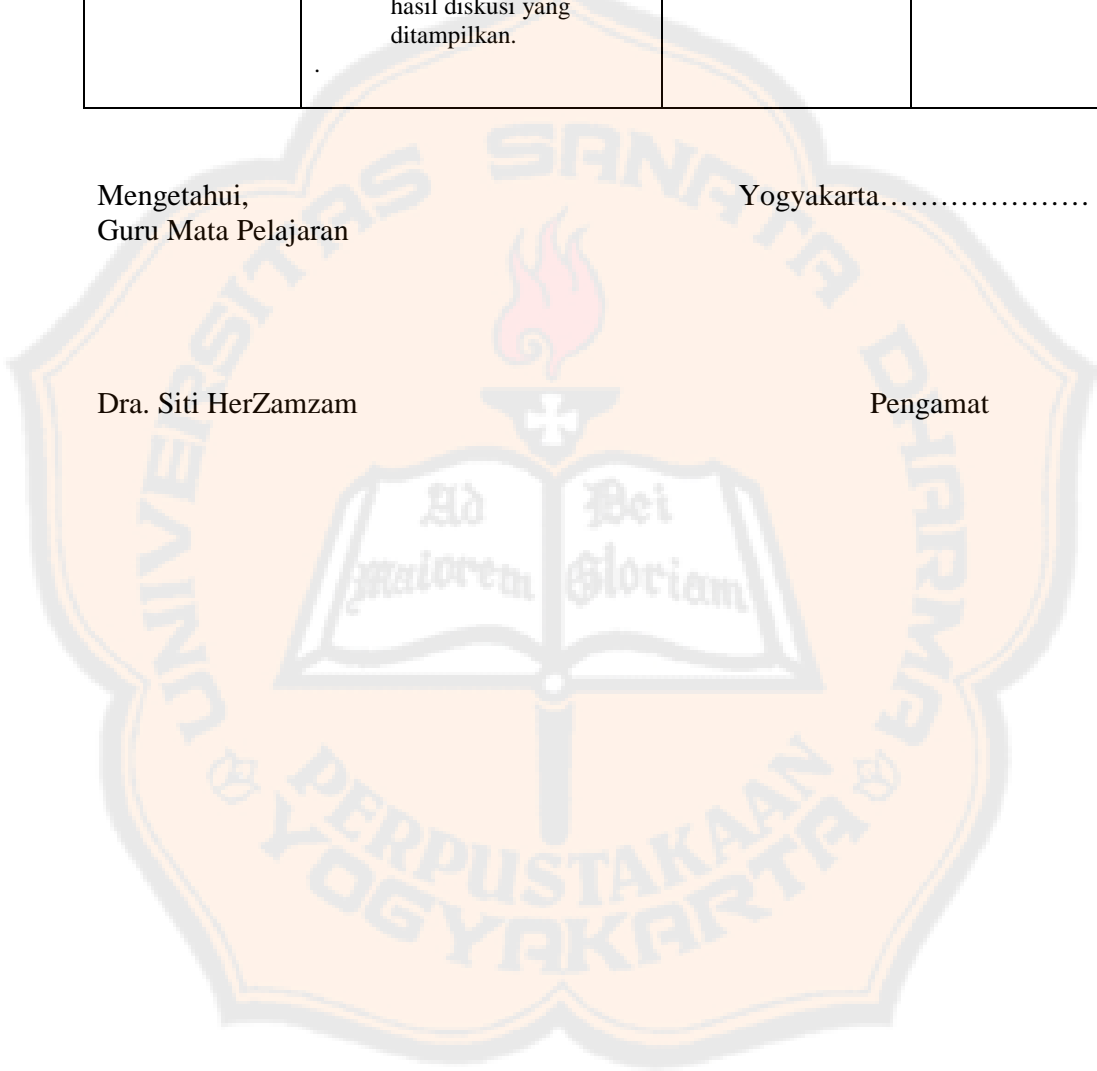 hasil diskusi yang
ditampilkan.
.
Mengetahui,
Yogyakarta…………………
Guru Mata Pelajaran
Dra. Siti HerZamzam
Pengamat
UNIVERSITAS SANATA DHARMA
Ad
Dei
maiorem
Gloriam
PERPUSTAKAAN
YOGYAKARTA